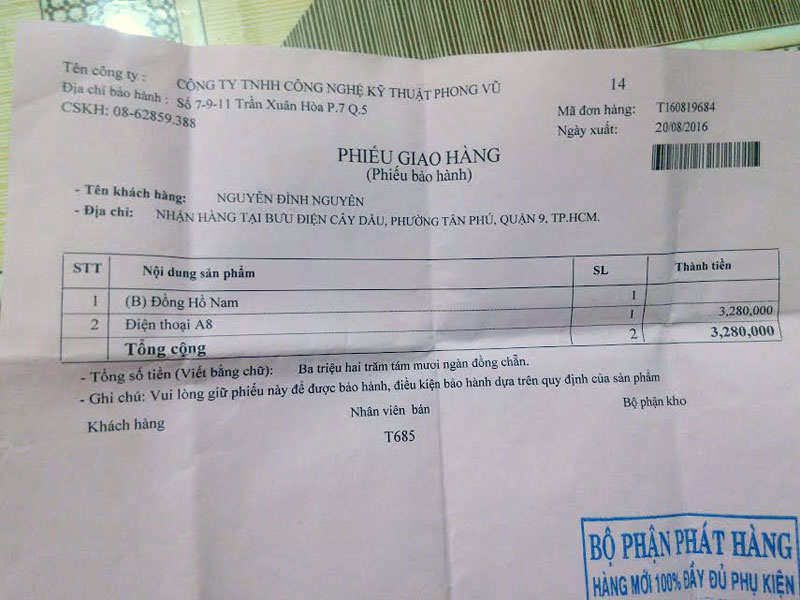 Tên công ty : CÔNG TY TNHH CÔNG NGHỆ KỸ THUẬT PHONG VŨ
Địa chỉ bảo hành : Số 7-9-11 Trần Xuân Hòa P.7 Q.5
CSKH: 08-62859.388
14
Mã đơn hàng: T160819684
Ngày xuất: 20/08/2016
PHIẾU GIAO HÀNG
(Phiếu bảo hành)
- Tên khách hàng: NGUYỄN ĐÌNH NGUYÊN
- Địa chỉ: NHẬN HÀNG TẠI BƯU ĐIỆN CÂY DẦU, PHƯỜNG TÂN PHÚ, QUẬN 9, TP.HCM.
STT Nội dung sản phẩm SL Thành tiền
1 (B) Đồng Hồ Nam 1
2 Điện thoại A8 1 3,280,000
Tổng cộng 2 3,280,000
- Tổng số tiền (Viết bằng chữ): Ba triệu hai trăm tám mươi ngàn đồng chẵn.
- Ghi chú: Vui lòng giữ phiếu này để được bảo hành, điều kiện bảo hành dựa trên quy định của sản phẩm
Khách hàng Nhân viên bán Bộ phận kho
T685
BỘ PHẬN PHÁT HÀNG
HÀNG MỚI 100% ĐẦY ĐỦ PHỤ KIỆN